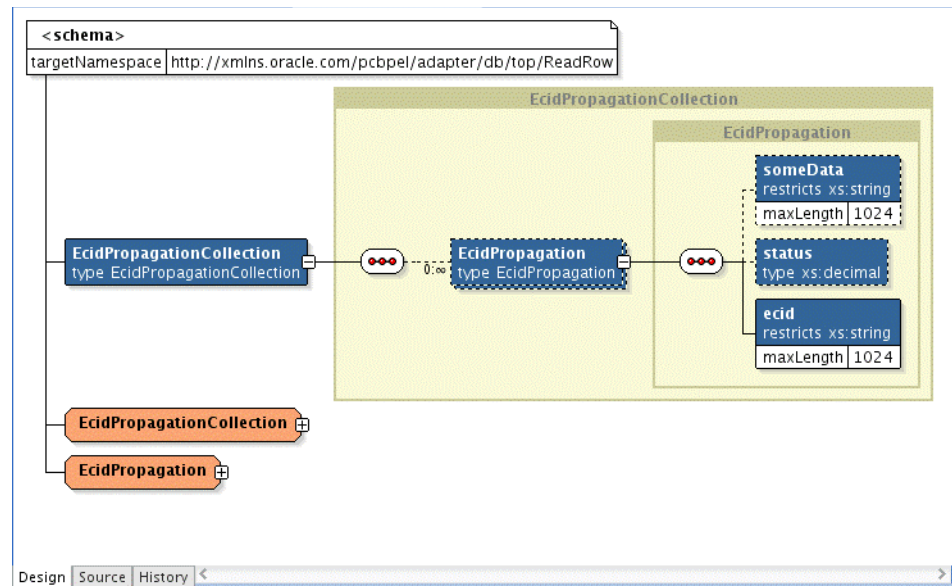 <schema>
targetNamespace http://xmlns.oracle.com/pcbpel/adapter/db/top/ReadRow
EcidPropagationCollection
EcidPropagation
someData
restricts xs:string
maxLength 1024
EcidPropagationCollection
type EcidPropagationCollection
0:∞
EcidPropagation
type EcidPropagation
status
type xs:decimal
ecid
restricts xs:string
maxLength 1024
EcidPropagationCollection
EcidPropagation
Design Source History